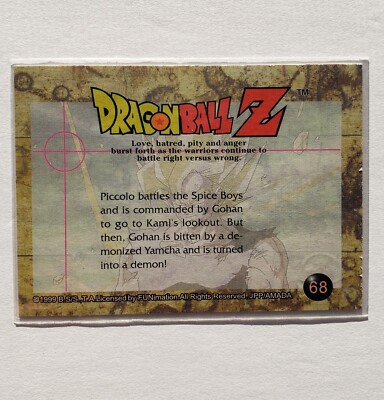 DRAGONBALL Z™
Love, hatred, pity and anger
burst forth as the warriors continue to
battle right versus wrong.
Piccolo battles the Spice Boys
and is commanded by Gohan
to go to Kami's lookout. But
then, Gohan is bitten by a de-
monized Yamcha and is turned
into a demon!
68
©1999 B.S./S. T.A.Licensed by FUNimation.All Rights Reserved. JPP/AMADA